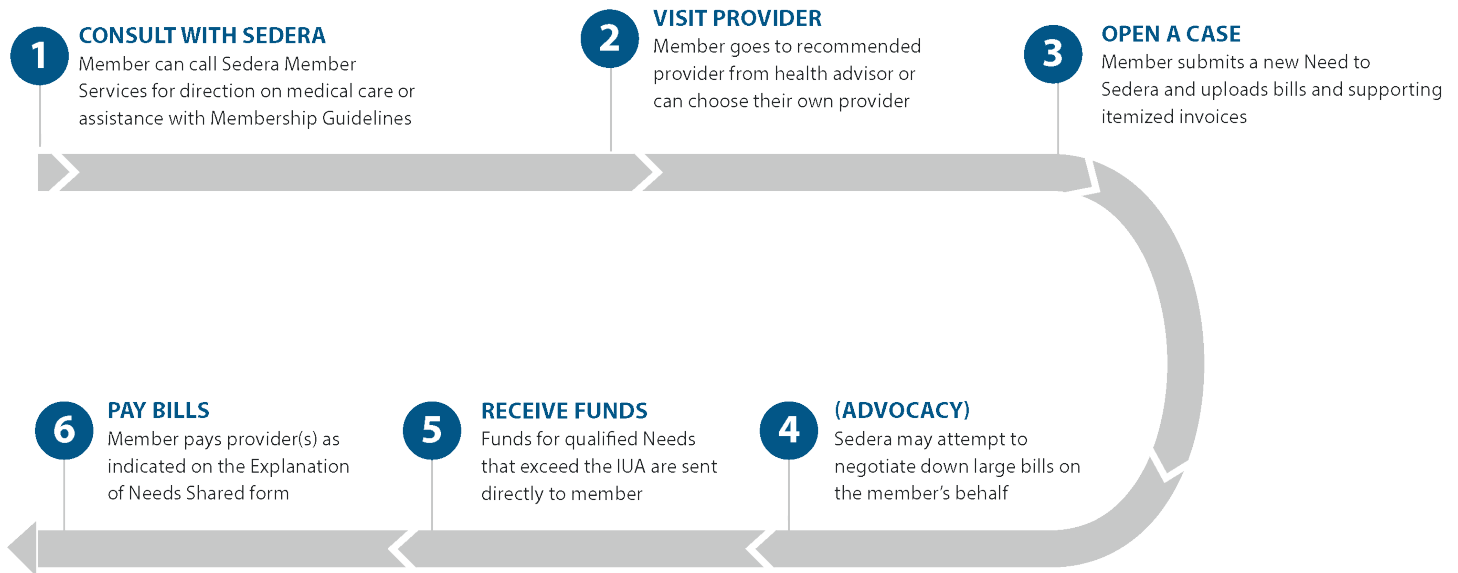 1
CONSULT WITH SEDERA
Member can call Sedera Member
Services for direction on medical care or
assistance with Membership Guidelines
2
VISIT PROVIDER
Member goes to recommended
provider from health advisor or
can choose their own provider
3
OPEN A CASE
Member submits a new Need to
Sedera and uploads bills and supporting
itemized invoices
4
(ADVOCACY)
Sedera may attempt to
negotiate down large bills on
the member's behalf
5
RECEIVE FUNDS
Funds for qualified Needs
that exceed the IUA are sent
directly to member
6
PAY BILLS
Member pays provider(s) as
indicated on the Explanation
of Needs Shared form